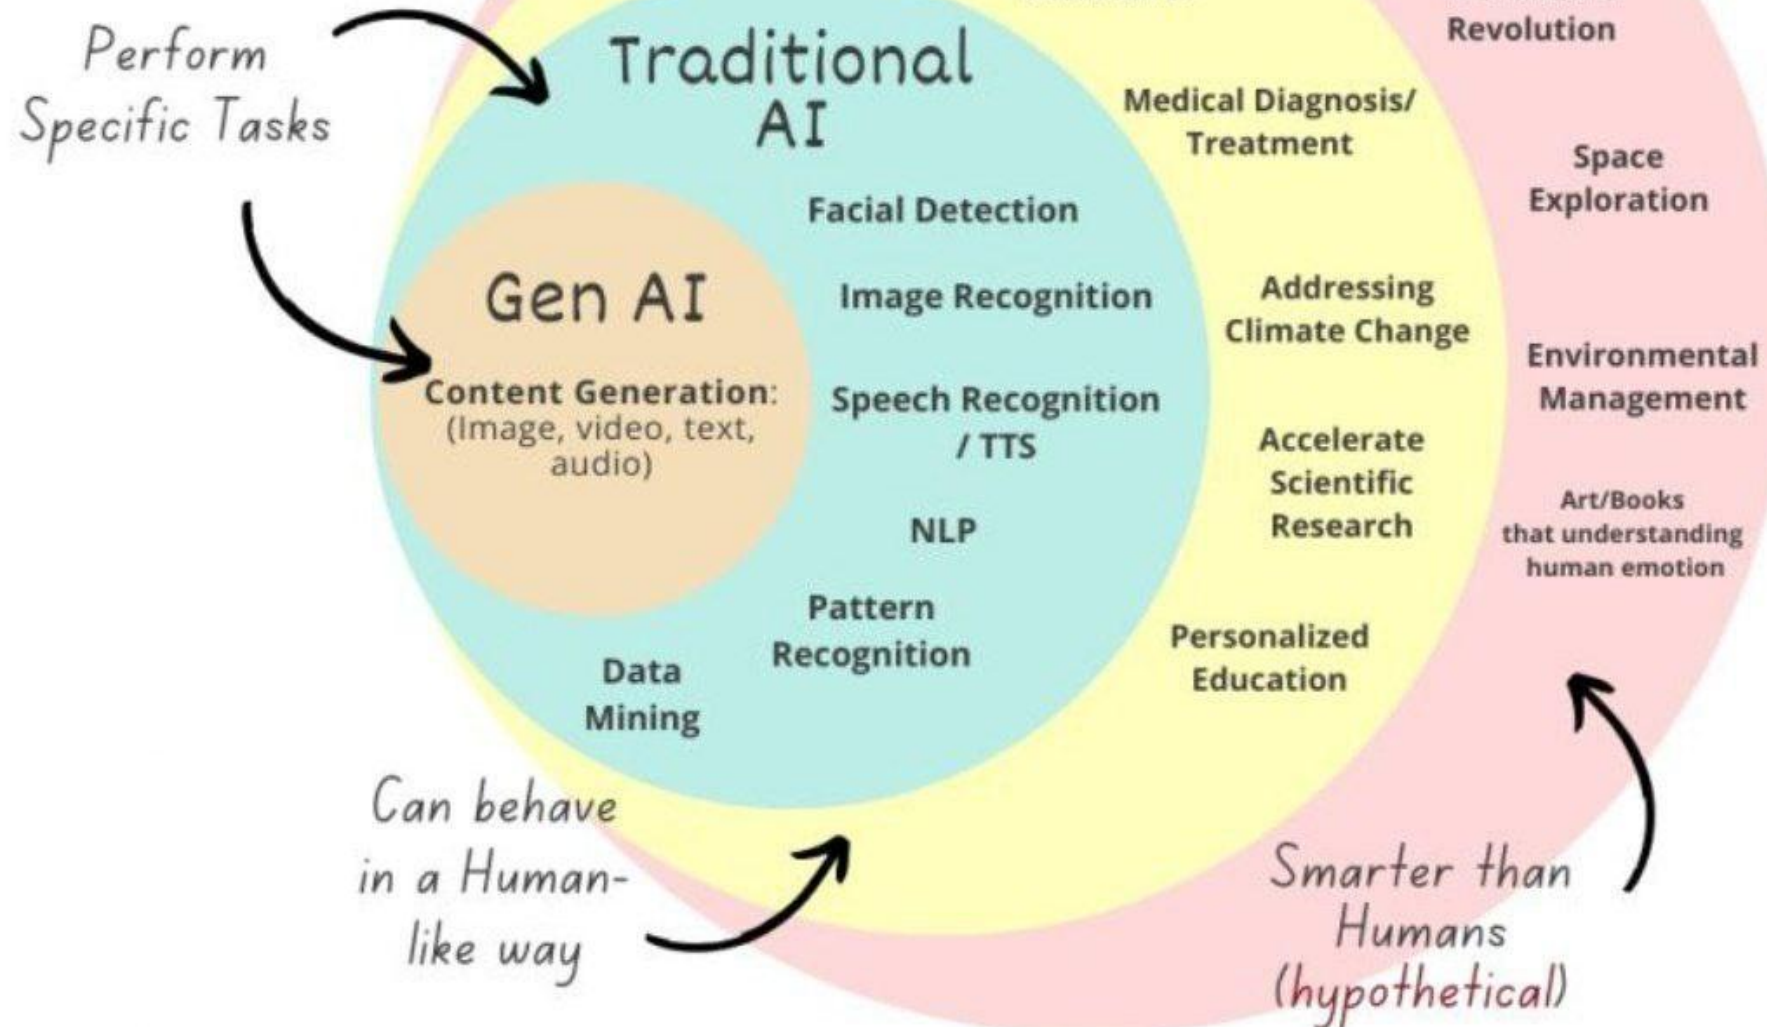 Perform
Specific Tasks
Traditional
AI
Facial Detection
Image Recognition
Speech Recognition
/ TTS
NLP
Pattern
Recognition
Data
Mining
Gen AI
Content Generation:
(Image, video, text,
audio)
Medical Diagnosis/
Treatment
Addressing
Climate Change
Accelerate
Scientific
Research
Personalized
Education
Revolution
Space
Exploration
Environmental
Management
Art/Books
that understanding
human emotion
Can behave
in a Human-
like way
Smarter than
Humans
(hypothetical)